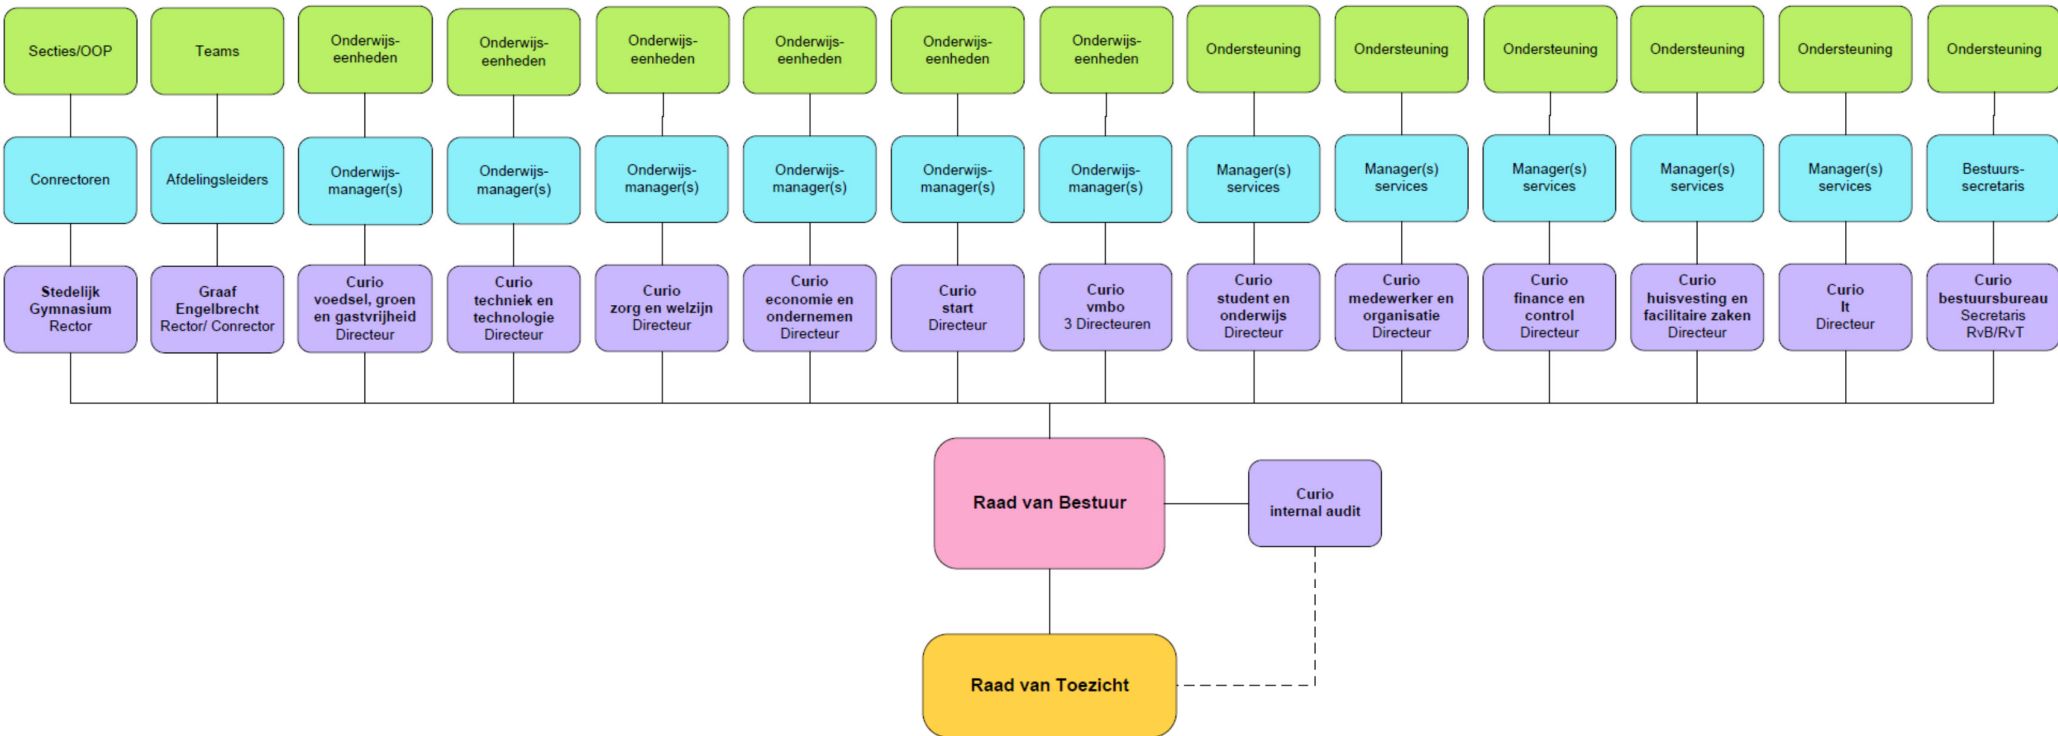 Secties/OOP
Teams
Onderwijs-
eenheden
Onderwijs-
eenheden
Onderwijs-
eenheden
Onderwijs-
eenheden
Onderwijs-
eenheden
Onderwijs-
eenheden
Ondersteuning
Ondersteuning
Ondersteuning
Ondersteuning
Ondersteuning
Ondersteuning
Conrectoren
Afdelingsleiders
Onderwijs-
manager(s)
Onderwijs-
manager(s)
Onderwijs-
manager(s)
Onderwijs-
manager(s)
Onderwijs-
manager(s)
Onderwijs-
manager(s)
Manager(s)
services
Manager(s)
services
Manager(s)
services
Manager(s)
services
Manager(s)
services
Bestuurs-
secretaris
Stedelijk
Gymnasium
Rector
Graaf
Engelbrecht
Rector/ Conrector
Curio
voedsel, groen
en gastvrijheid
Directeur
Curio
techniek en
technologie
Directeur
Curio
zorg en welzijn
Directeur
Curio
economie en
ondernemen
Directeur
Curio
start
Directeur
Curio
vmbo
3 Directeuren
Curio
student en
onderwijs
Directeur
Curio
medewerker en
organisatie
Directeur
Curio
finance en
control
Directeur
Curio
huisvesting en
facilitaire zaken
Directeur
Curio
It
Directeur
Curio
bestuursbureau
Secretaris
RvB/RvT
Raad van Bestuur
Curio
internal audit
Raad van Toezicht